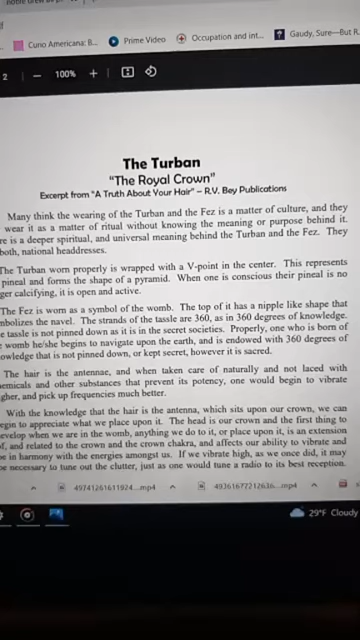 Curio Americana: B...
Prime Video
Occupation and int...
Gaudy, Sure—But R
2 — 100% +
The Turban
"The Royal Crown"
Excerpt from "A Truth About Your Hair" – R.V. Bey Publications
Many think the wearing of the Turban and the Fez is a matter of culture, and they
wear it as a matter of ritual without knowing the meaning or purpose behind it.
re is a deeper spiritual, and universal meaning behind the Turban and the Fez. They
both, national headdresses.
The Turban worn properly is wrapped with a V-point in the center. This represents
pineal and forms the shape of a pyramid. When one is conscious their pineal is no
ger calcifying, it is open and active.
The Fez is worn as a symbol of the womb. The top of it has a nipple like shape that
mbolizes the navel. The strands of the tassle are 360, as in 360 degrees of knowledge.
e tassle is not pinned down as it is in the secret societies. Properly, one who is born of
e womb he/she begins to navigate upon the earth, and is endowed with 360 degrees of
owledge that is not pinned down, or kept secret, however it is sacred.
The hair is the antennae, and when taken care of naturally and not laced with
emicals and other substances that prevent its potency, one would begin to vibrate
gher, and pick up frequencies much better.
With the knowledge that the hair is the antenna, which sits upon our crown, we can
egin to appreciate what we place upon it. The head is our crown and the first thing to
evelop when we are in the womb, anything we do to it, or place upon it, is an extension
f, and related to the crown and the crown chakra, and affects our ability to vibrate and
be in harmony with the energies amongst us. If we vibrate high, as we once did, it may
be necessary to tune out the clutter, just as one would tune a radio to its best reception.
49741261611924....mp4
49361677212636....mp4
29°F Cloudy